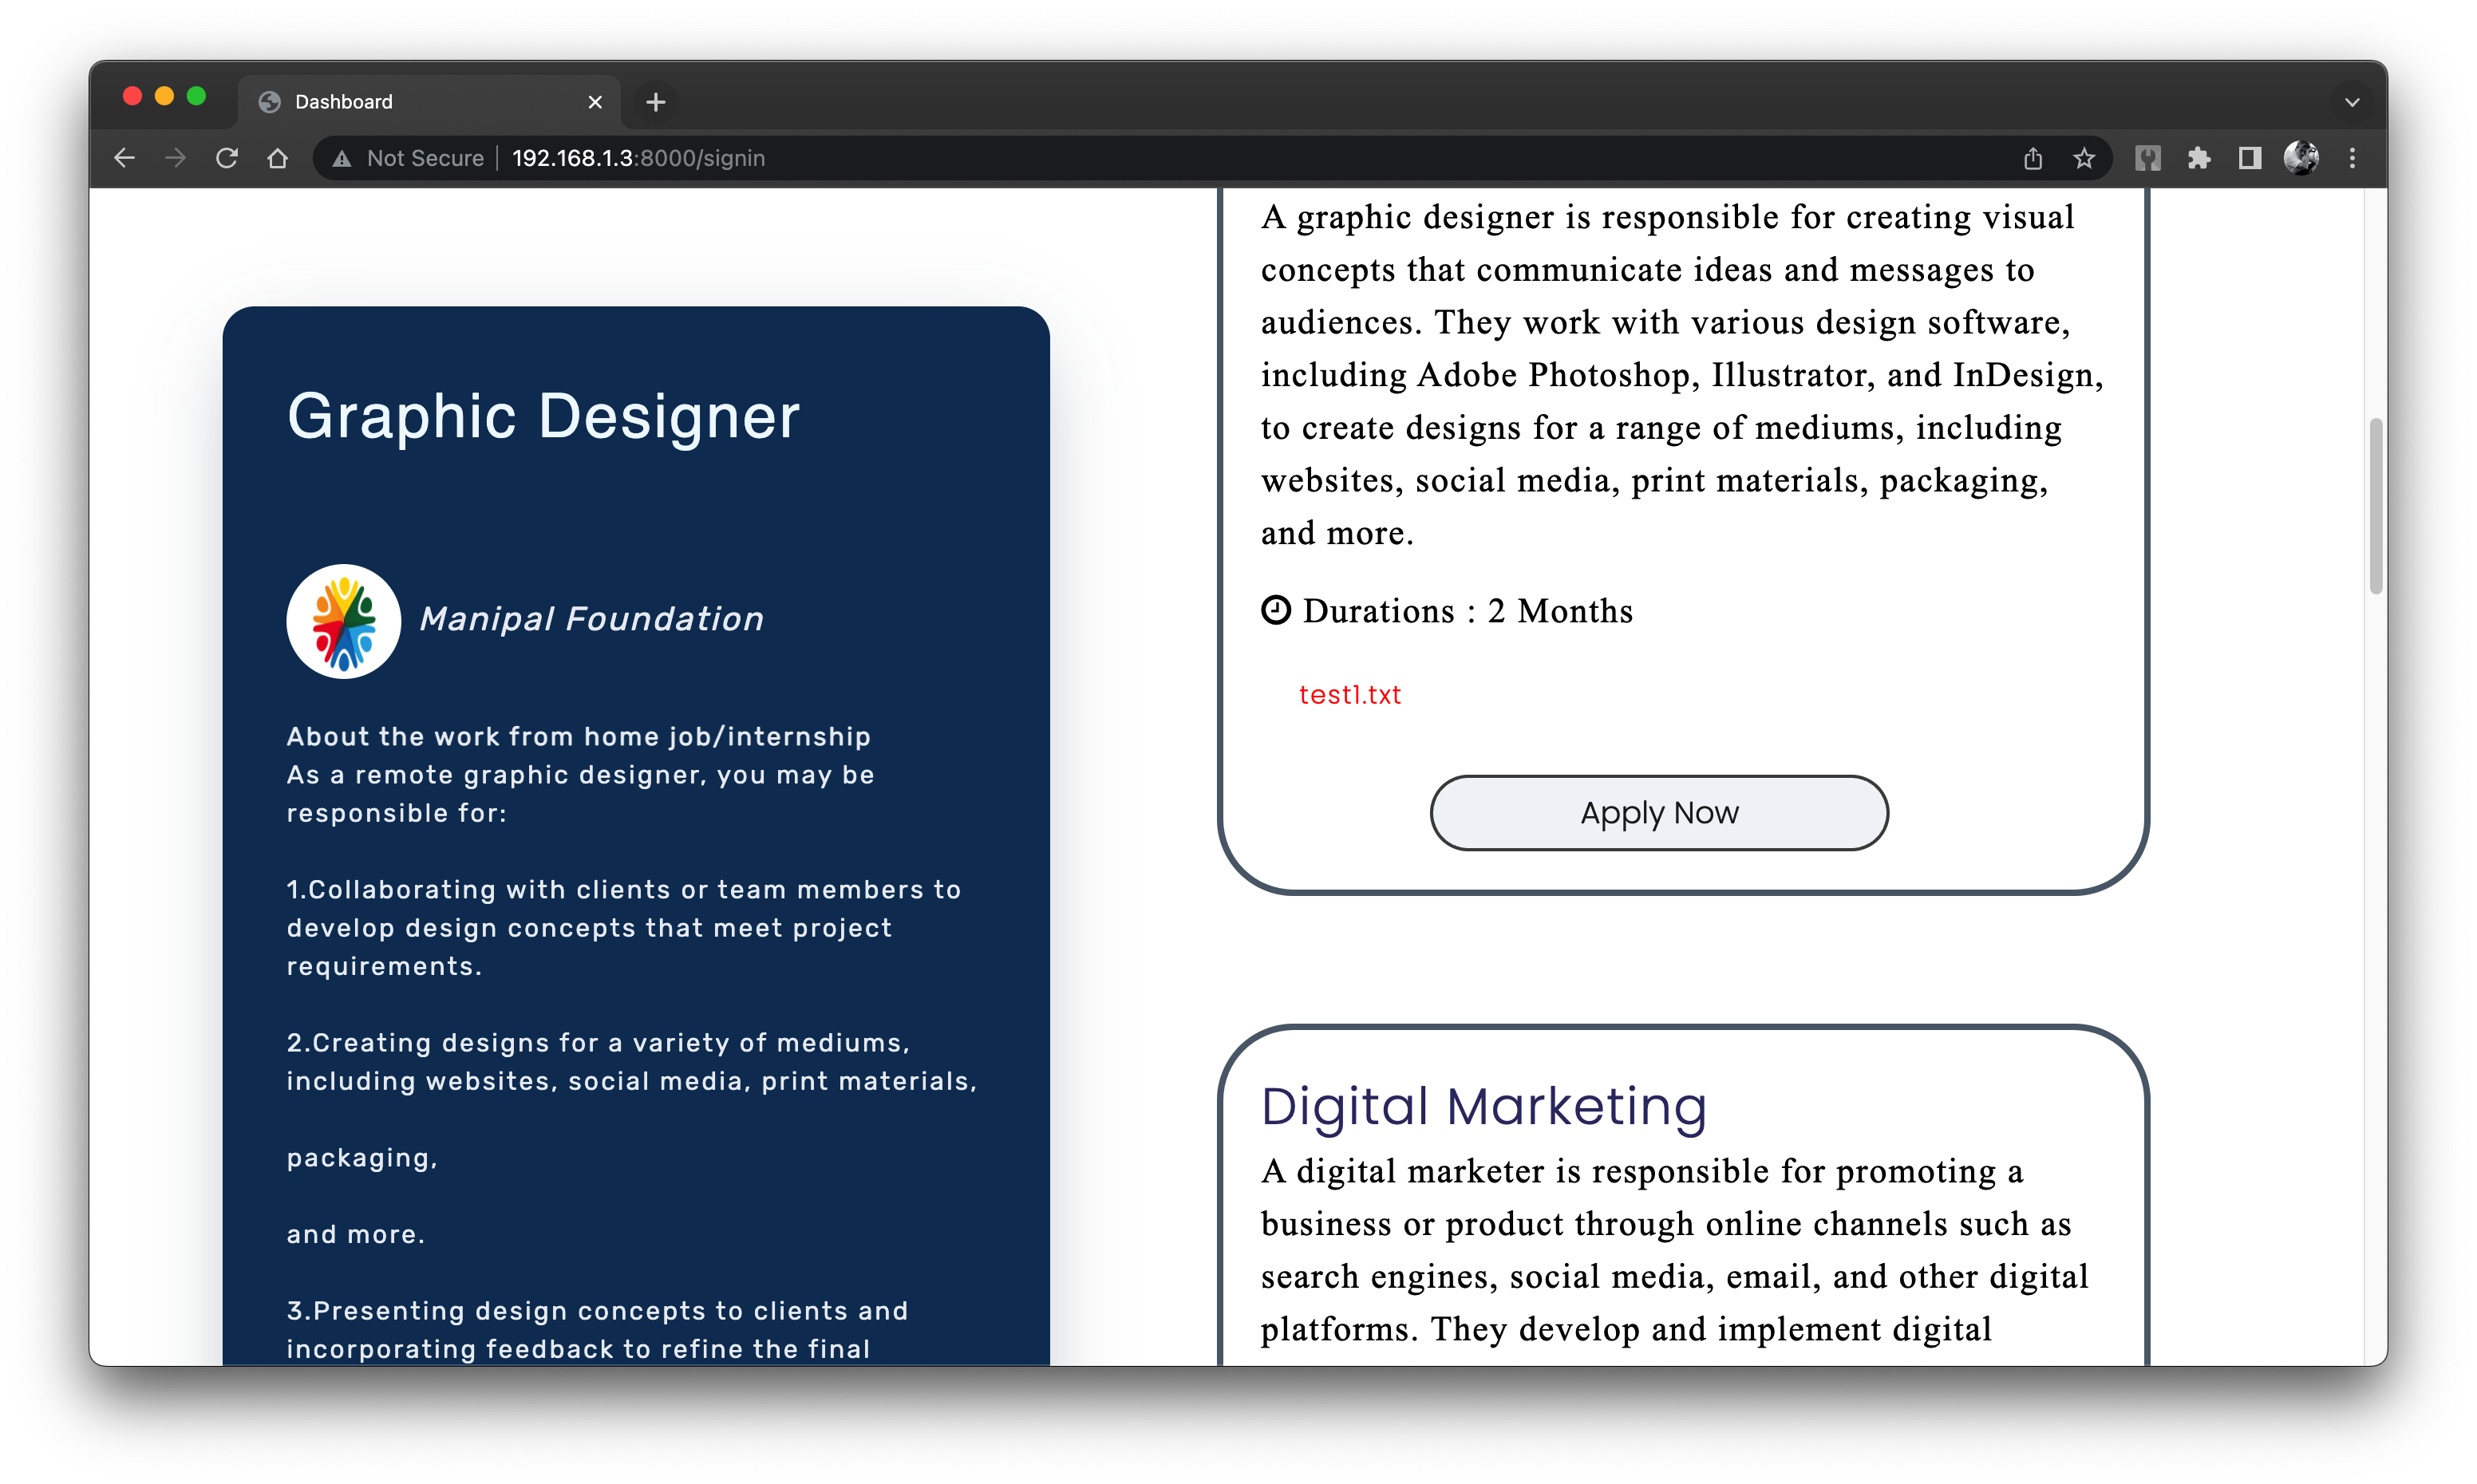 Dashboard
Not Secure
192.168.1.3:8000/signin
Graphic Designer
Manipal Foundation
About the work from home job/internship
As a remote graphic designer, you may be
responsible for:
1.Collaborating with clients or team members to
develop design concepts that meet project
requirements.
2.Creating designs for a variety of mediums,
including websites, social media, print materials,
packaging,
and more.
3.Presenting design concepts to clients and
incorporating feedback to refine the final
A graphic designer is responsible for creating visual
concepts that communicate ideas and messages to
audiences. They work with various design software,
including Adobe Photoshop, Illustrator, and InDesign,
to create designs for a range of mediums, including
websites, social media, print materials, packaging,
and more.
Durations : 2 Months
test1.txt
Apply Now
Digital Marketing
A digital marketer is responsible for promoting a
business or product through online channels such as
search engines, social media, email, and other digital
platforms. They develop and implement digital